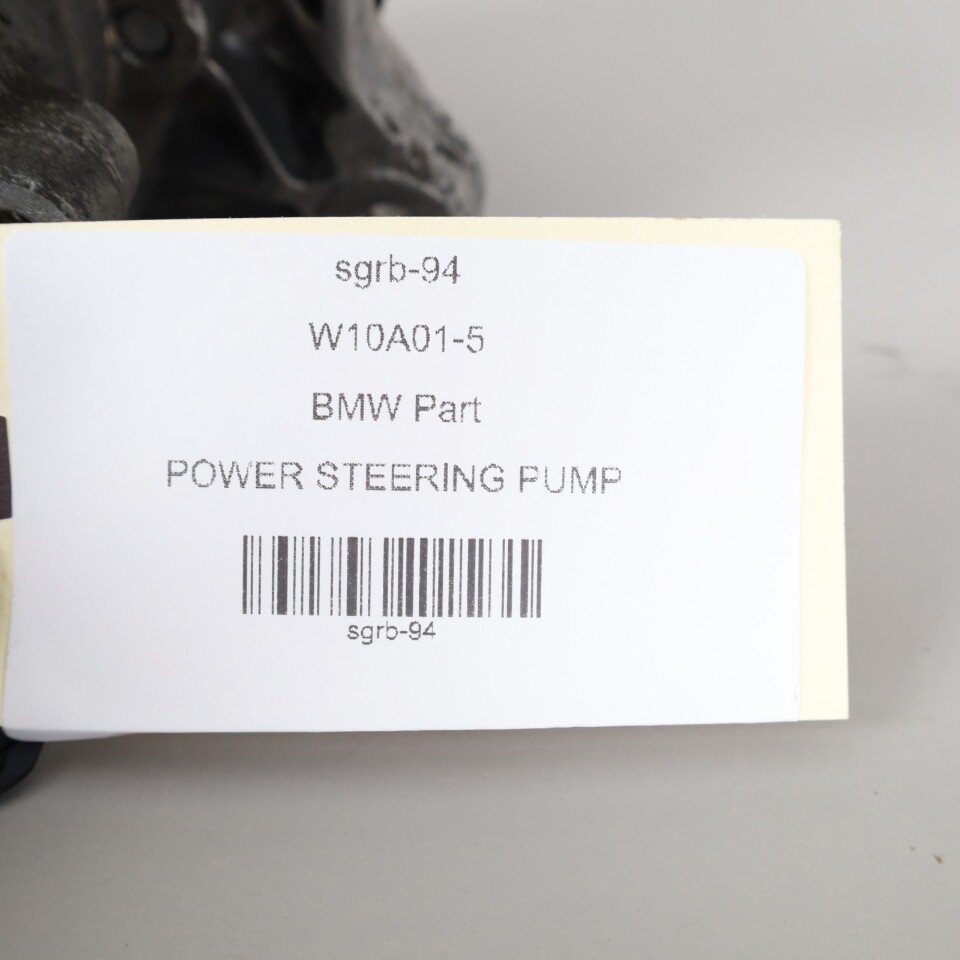 sgrb-94
W10A01-5
BMW Part
POWER STEERING PUMP
sgrb-94